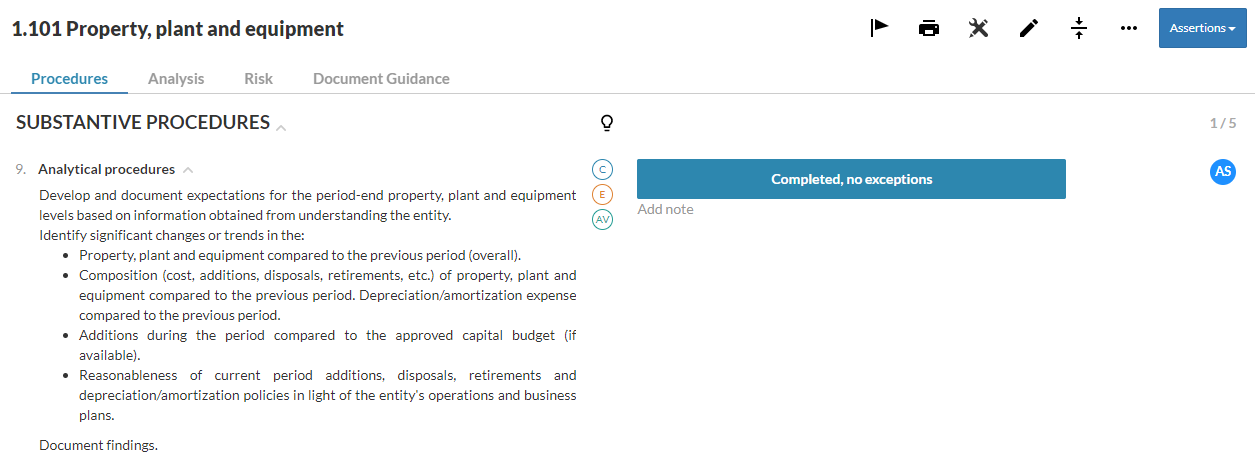 1.101 Property, plant and equipment
Assertions
Procedures Analysis Risk Document Guidance
SUBSTANTIVE PROCEDURES
1 / 5
9. Analytical procedures
C
E
AV
Completed, no exceptions
AS
Add note
Develop and document expectations for the period-end property, plant and equipment
levels based on information obtained from understanding the entity.
Identify significant changes or trends in the:
• Property, plant and equipment compared to the previous period (overall).
• Composition (cost, additions, disposals, retirements, etc.) of property, plant and
equipment compared to the previous period. Depreciation/amortization expense
compared to the previous period.
• Additions during the period compared to the approved capital budget (if
available).
• Reasonableness of current period additions, disposals, retirements and
depreciation/amortization policies in light of the entity's operations and business
plans.
Document findings.